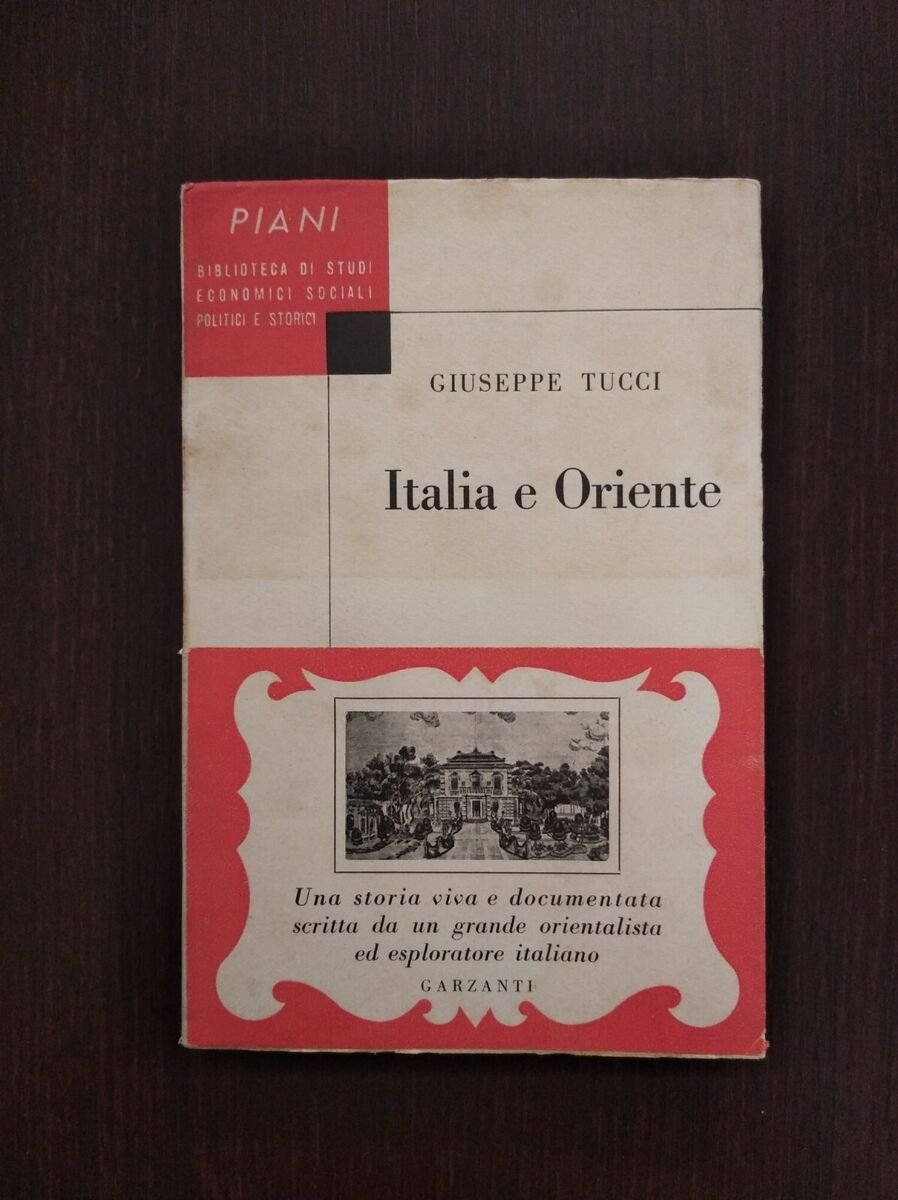 PIANI
BIBLIOTECA DI STUDI
ECONOMICI SOCIALI
POLITICI E STORICI
GIUSEPPE TUCCI
Italia e Oriente
Una storia viva e documentata
scritta da un grande orientalista
ed esploratore italiano
GARZANTI